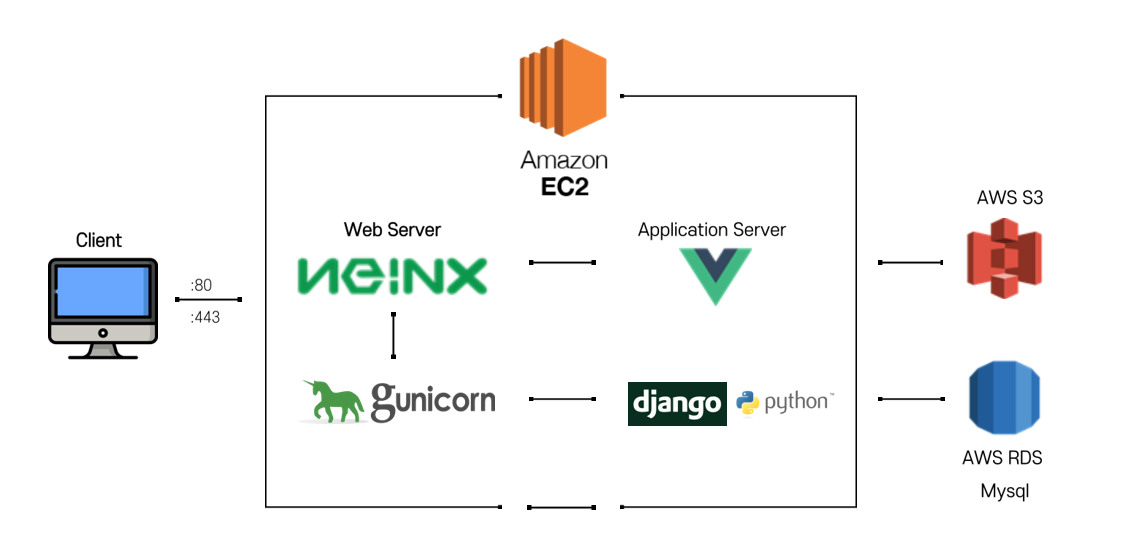 Amazon
EC2
AWS S3
Client
Web Server
Application Server
NGINX
:80
:443
gunicorn
django
python™
AWS RDS
Mysql